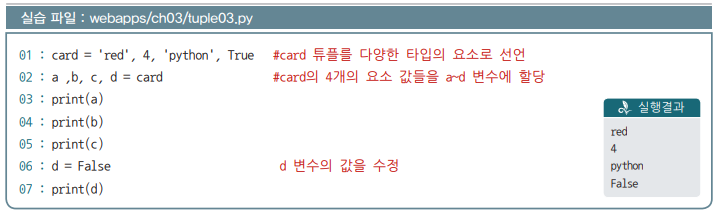 실습 파일 : webapps/ch03/tuple03.py
01 : card = 'red', 4, 'python', True #card 튜플를 다양한 타입의 요소로 선언
02 : a ,b, c, d = card #card의 4개의 요소 값들을 a~d 변수에 할당
03 : print(a)
04 : print(b)
05 : print(c)
06 : d = False d 변수의 값을 수정
07 : print(d)
실행결과
red
4
python
False